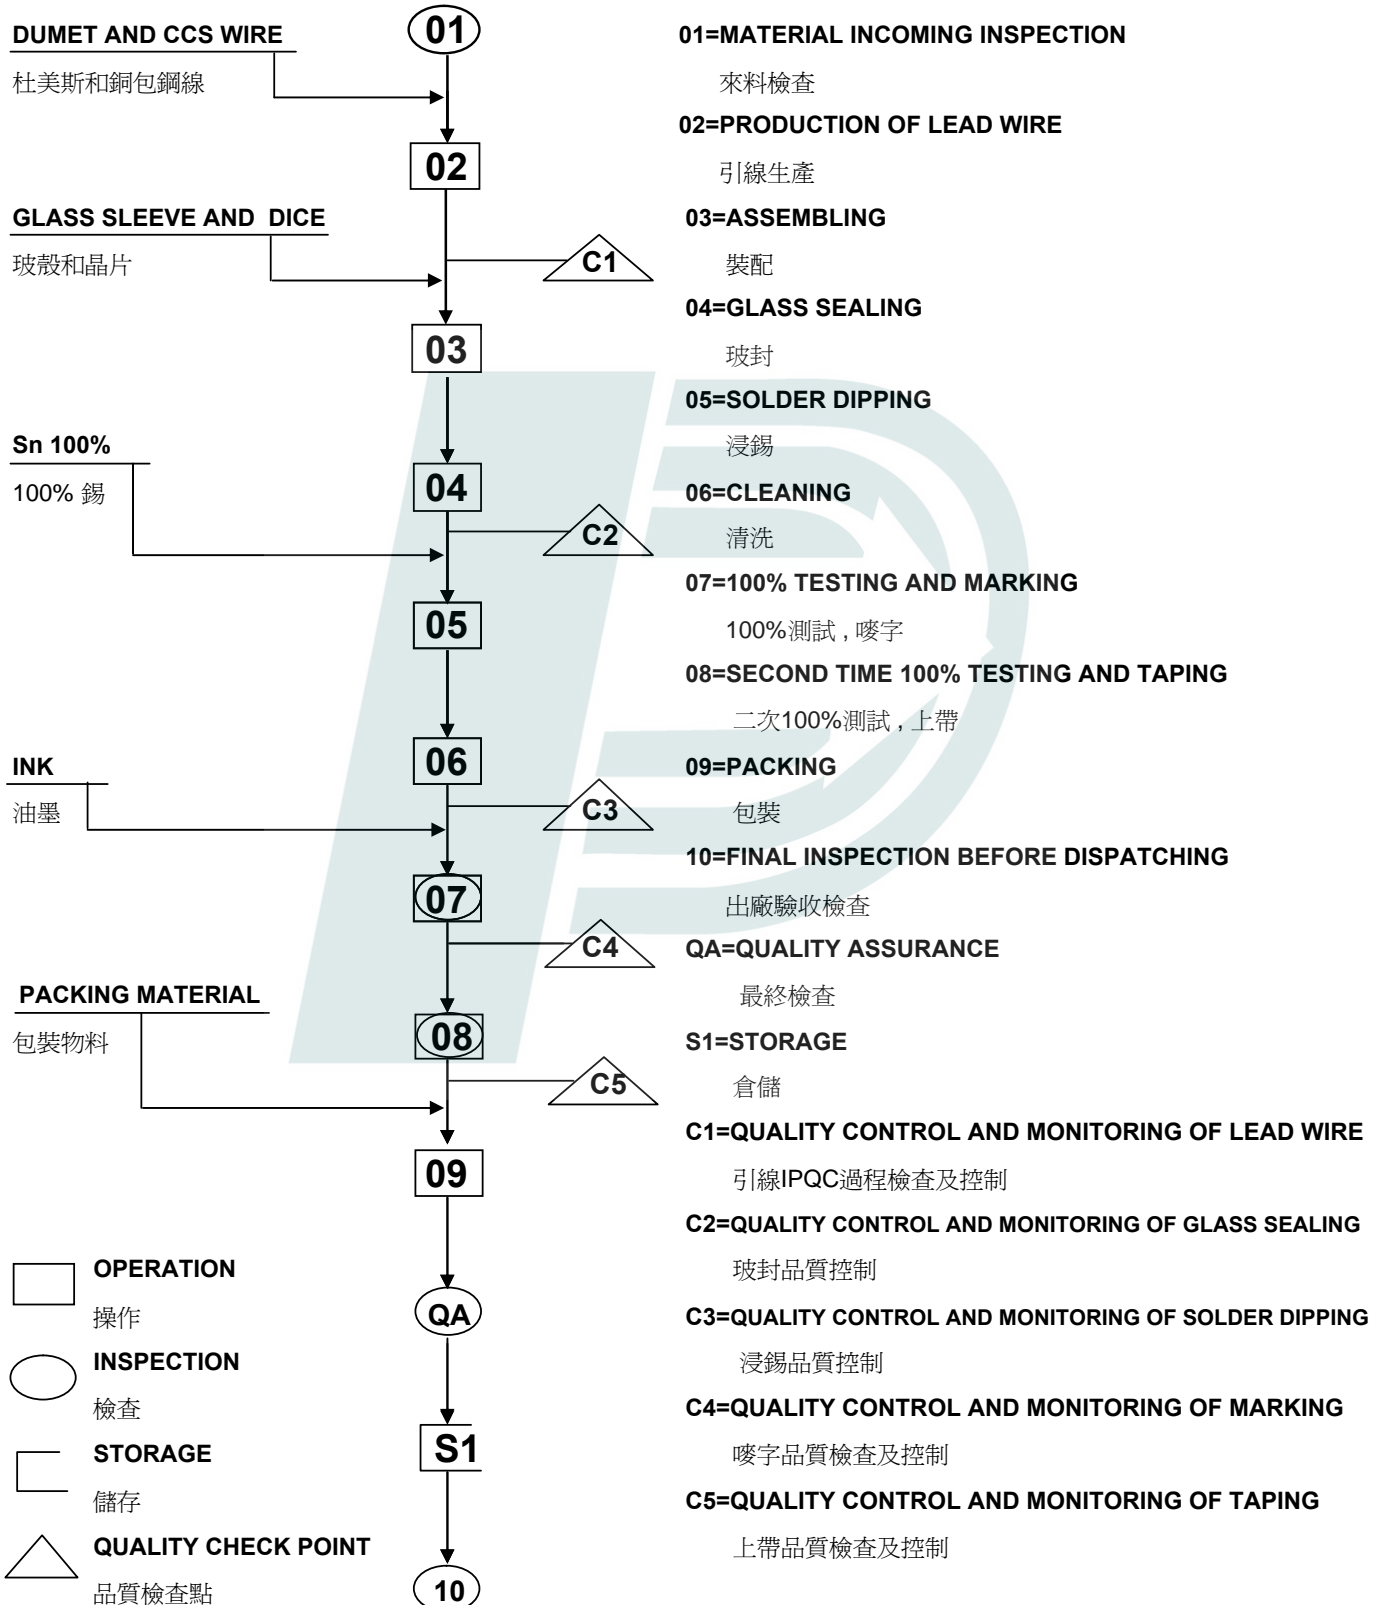 DUMET AND CCS WIRE
杜美斯和銅包鋼線
GLASS SLEEVE AND DICE
玻殼和晶片
Sn 100%
100% 錫
INK
油墨
PACKING MATERIAL
包裝物料
OPERATION
操作
INSPECTION
檢查
STORAGE
儲存
QUALITY CHECK POINT
品質檢查點
01
02
C1
03
04
C2
05
06
C3
07
C4
08
C5
09
QA
S1
10
01=MATERIAL INCOMING INSPECTION
來料檢查
02=PRODUCTION OF LEAD WIRE
引線生產
03=ASSEMBLING
裝配
04=GLASS SEALING
玻封
05=SOLDER DIPPING
浸錫
06=CLEANING
清洗
07=100% TESTING AND MARKING
100%測試 , 嘜字
08=SECOND TIME 100% TESTING AND TAPING
二次100%測試 , 上帶
09=PACKING
包裝
10=FINAL INSPECTION BEFORE DISPATCHING
出廠驗收檢查
QA=QUALITY ASSURANCE
最終檢查
S1=STORAGE
倉儲
C1=QUALITY CONTROL AND MONITORING OF LEAD WIRE
引線IPQC過程檢查及控制
C2=QUALITY CONTROL AND MONITORING OF GLASS SEALING
玻封品質控制
C3=QUALITY CONTROL AND MONITORING OF SOLDER DIPPING
浸錫品質控制
C4=QUALITY CONTROL AND MONITORING OF MARKING
嘜字品質檢查及控制
C5=QUALITY CONTROL AND MONITORING OF TAPING
上帶品質檢查及控制